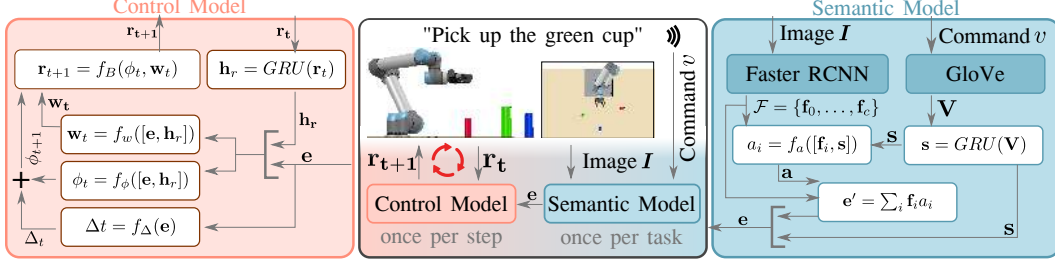 Control Model
r_{t+1}
r_t
r_{t+1} = f_B(ϕ_t, w_t)
h_r = GRU(r_t)
w_t
h_r
w_t = f_w([e, h_r])
ϕ_{t+1}
e
+
ϕ_t = f_ϕ([e, h_r])
Δ_t
Δt = f_Δ(e)
"Pick up the green cup"
Command v
r_{t+1}
r_t
Image I
Control Model
e
Semantic Model
once per step
once per task
Semantic Model
Image I
Command v
Faster RCNN
GloVe
F = {f_0, ..., f_c}
V
a_i = f_a([f_i, s])
s
s = GRU(V)
a
e' = ∑_i f_i a_i
e
s